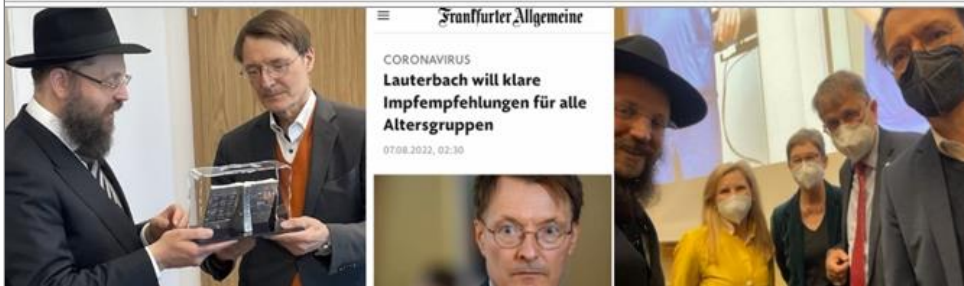 Frankfurter Allgemeine
CORONAVIRUS
Lauterbach will klare
Impfempfehlungen für alle
Altersgruppen
07.08.2022, 02:30